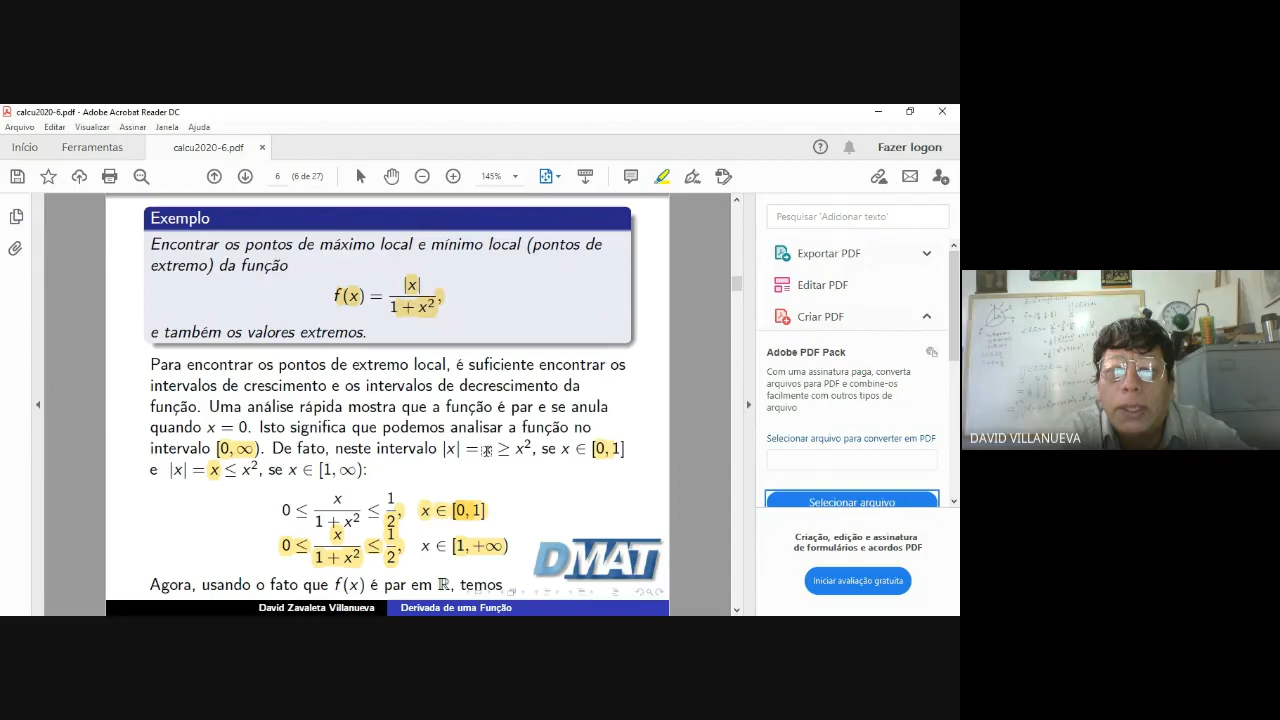 calcu2020-6.pdf - Adobe Acrobat Reader DC
Arquivo Editar Visualizar Assinar Janela Ajuda
Início Ferramentas calcu2020-6.pdf × Fazer logon
6 (6 de 27) 145%
Exemplo
Encontrar os pontos de máximo local e mínimo local (pontos de
extremo) da função
f(x) = |x| / (1 + x²),
e também os valores extremos.
Para encontrar os pontos de extremo local, é suficiente encontrar os
intervalos de crescimento e os intervalos de decrescimento da
função. Uma análise rápida mostra que a função é par e se anula
quando x = 0. Isto significa que podemos analisar a função no
intervalo [0, ∞). De fato, neste intervalo |x| = x ≥ x², se x ∈ [0, 1]
e |x| = x ≤ x², se x ∈ [1, ∞):
0 ≤ x / (1 + x²) ≤ 1/2, x ∈ [0, 1]
0 ≤ x / (1 + x²) ≤ 1/2, x ∈ [1, +∞)
DMAT
Agora, usando o fato que f(x) é par em ℝ, temos
David Zavaleta Villanueva Derivada de uma Função
Pesquisar 'Adicionar texto'
Exportar PDF
Editar PDF
Criar PDF
Adobe PDF Pack
Com uma assinatura paga, converta
arquivos para PDF e combine-os
facilmente com outros tipos de
arquivo
Selecionar arquivo para converter em PDF
Selecionar arquivo
Criação, edição e assinatura
de formulários e acordos PDF
Iniciar avaliação gratuita
DAVID VILLANUEVA